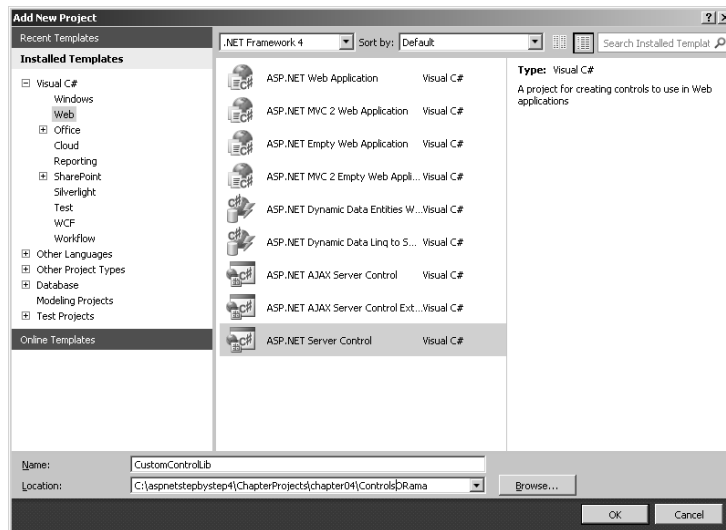 Add New Project
Recent Templates
Installed Templates
Visual C#
Windows
Web
Office
Cloud
Reporting
SharePoint
Silverlight
Test
WCF
Workflow
Other Languages
Other Project Types
Database
Modeling Projects
Test Projects
Online Templates
.NET Framework 4
Sort by: Default
Search Installed Templat
ASP.NET Web Application Visual C#
ASP.NET MVC 2 Web Application Visual C#
ASP.NET Empty Web Application Visual C#
ASP.NET MVC 2 Empty Web Appli... Visual C#
ASP.NET Dynamic Data Entities W...Visual C#
ASP.NET Dynamic Data Linq to S... Visual C#
ASP.NET AJAX Server Control Visual C#
ASP.NET AJAX Server Control Ext...Visual C#
ASP.NET Server Control Visual C#
Type: Visual C#
A project for creating controls to use in Web
applications
Name: CustomControlLib
Location: C:\aspnetstepbystep4\ChapterProjects\chapter04\ControlsORama
Browse...
OK Cancel